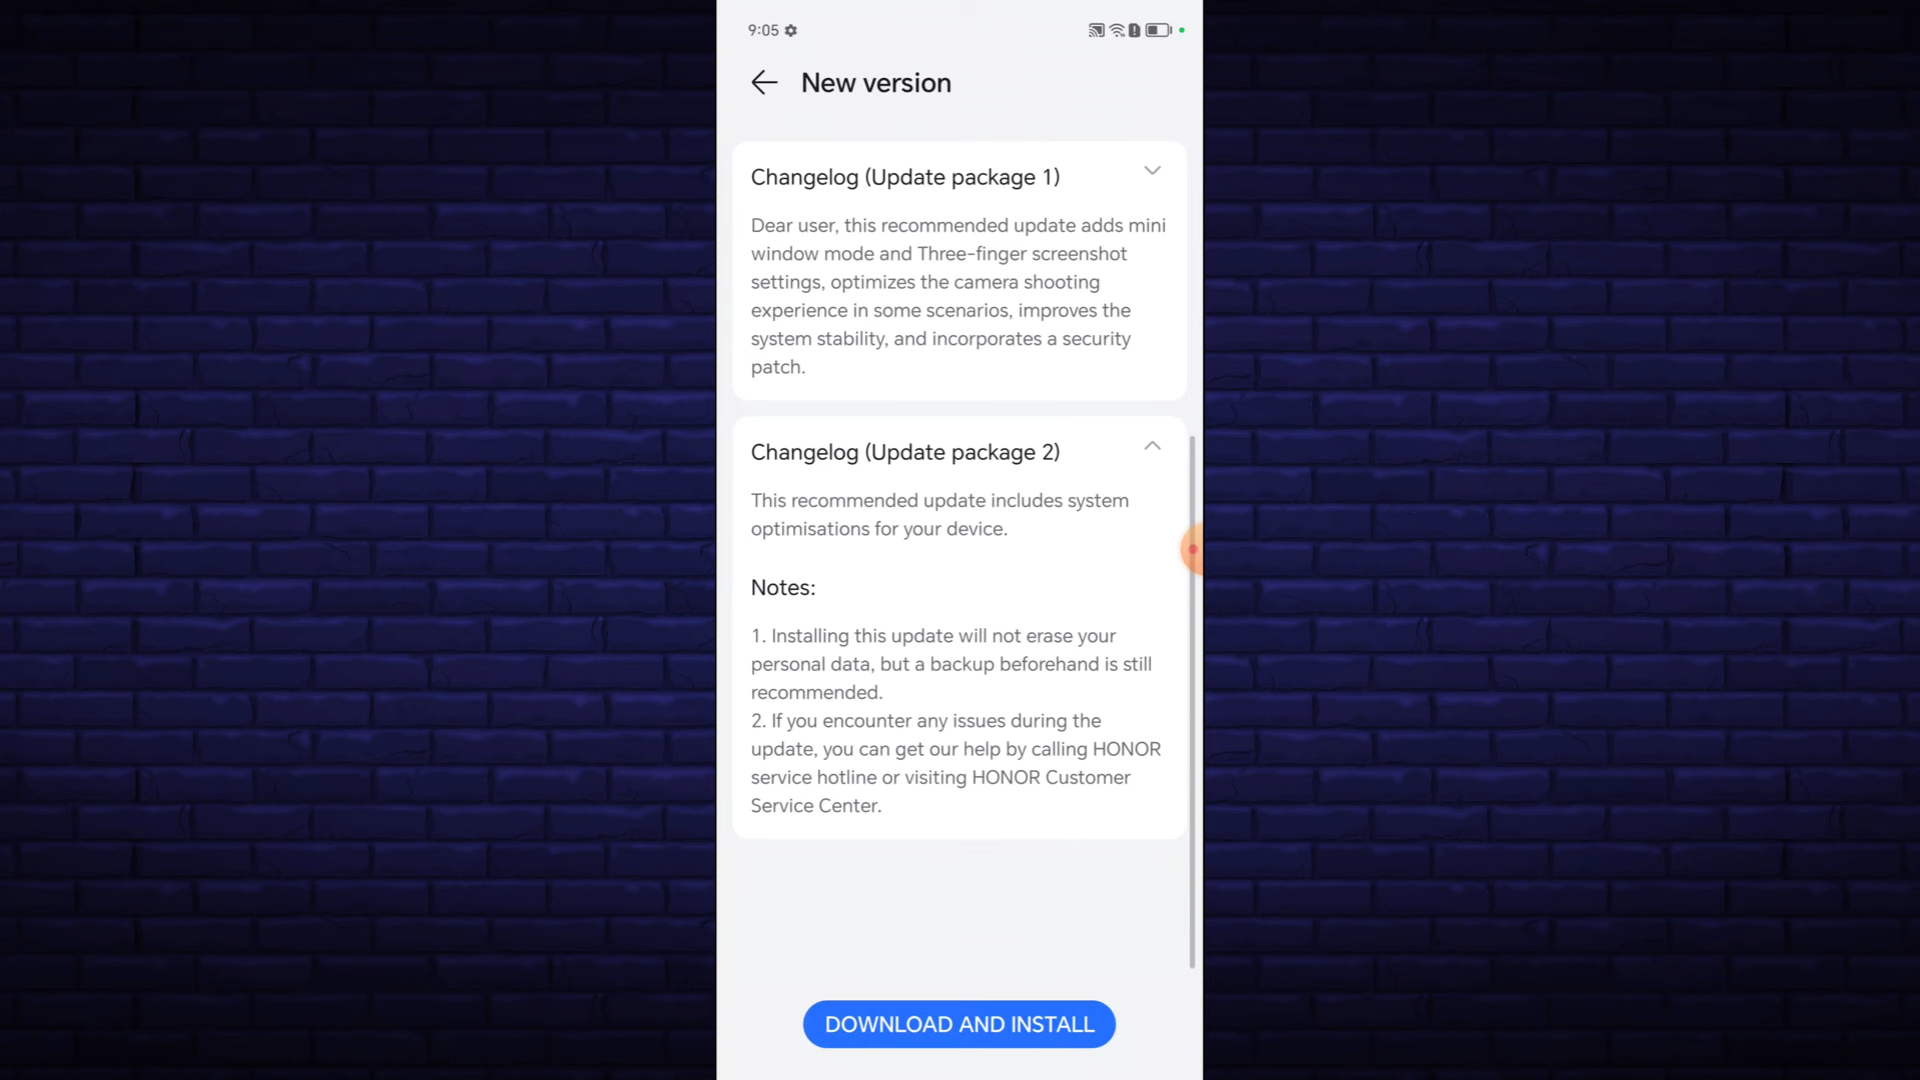 9:05
New version
Changelog (Update package 1)
Dear user, this recommended update adds mini
window mode and Three-finger screenshot
settings, optimizes the camera shooting
experience in some scenarios, improves the
system stability, and incorporates a security
patch.
Changelog (Update package 2)
This recommended update includes system
optimisations for your device.
Notes:
1. Installing this update will not erase your
personal data, but a backup beforehand is still
recommended.
2. If you encounter any issues during the
update, you can get our help by calling HONOR
service hotline or visiting HONOR Customer
Service Center.
DOWNLOAD AND INSTALL